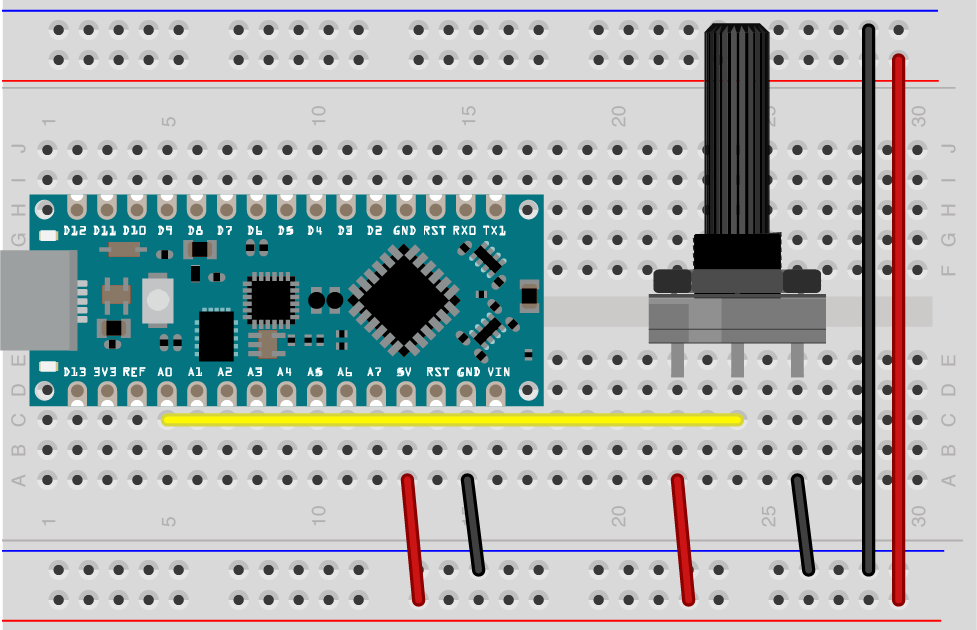 1 5 10 15 20 25 30
J J
I I
H H
G G
F F
D12 D11 D10 D9 D8 D7 D6 D5 D4 D3 D2 GND RST RX0 TX1
D13 3V3 REF A0 A1 A2 A3 A4 A5 A6 A7 5V RST GND VIN
E E
D D
C C
B B
A A
1 5 10 15 20 25 30